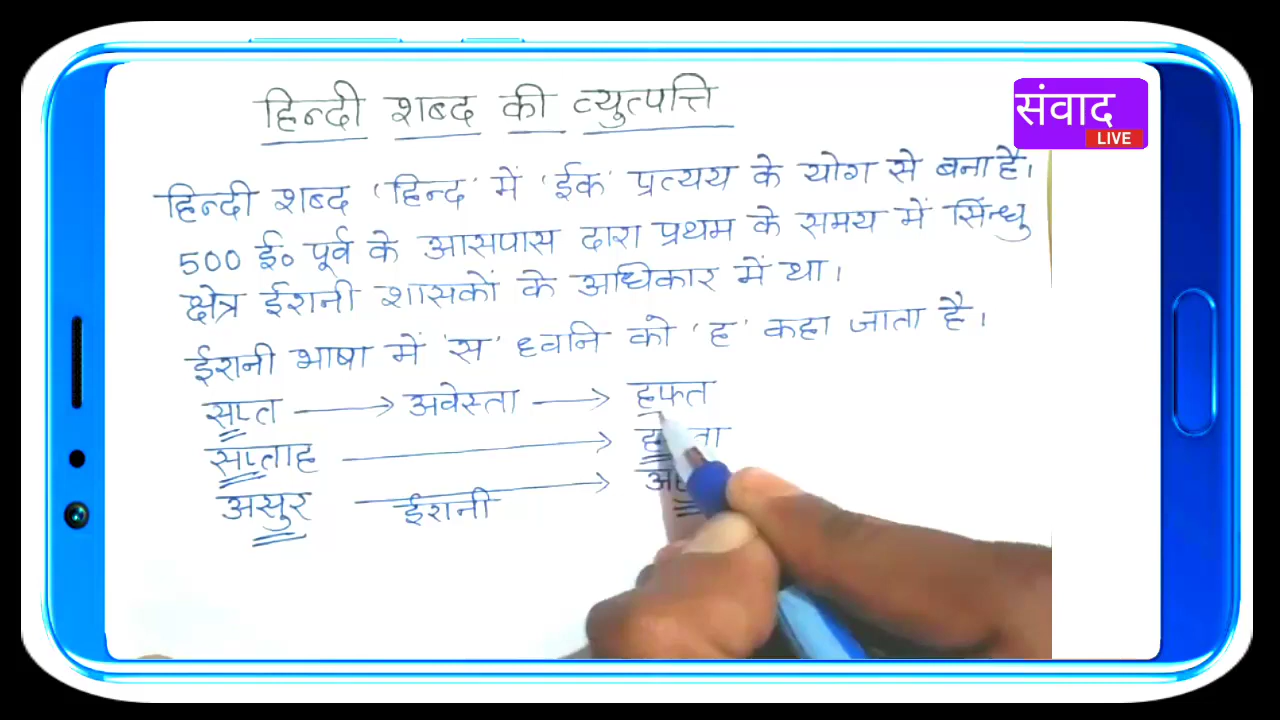 हिन्दी शब्द की व्युत्पत्ति
संवाद
LIVE
हिन्दी शब्द 'हिन्द' में 'ईक' प्रत्यय के योग से बना है।
500 ई० पूर्व के आसपास दारा प्रथम के समय में सिन्धु
क्षेत्र ईरानी शासकों के अधिकार में था।
ईरानी भाषा में 'स' ध्वनि को 'ह' कहा जाता है।
सप्त → अवेस्ता → हफत
सप्ताह →
असुर ईरानी →